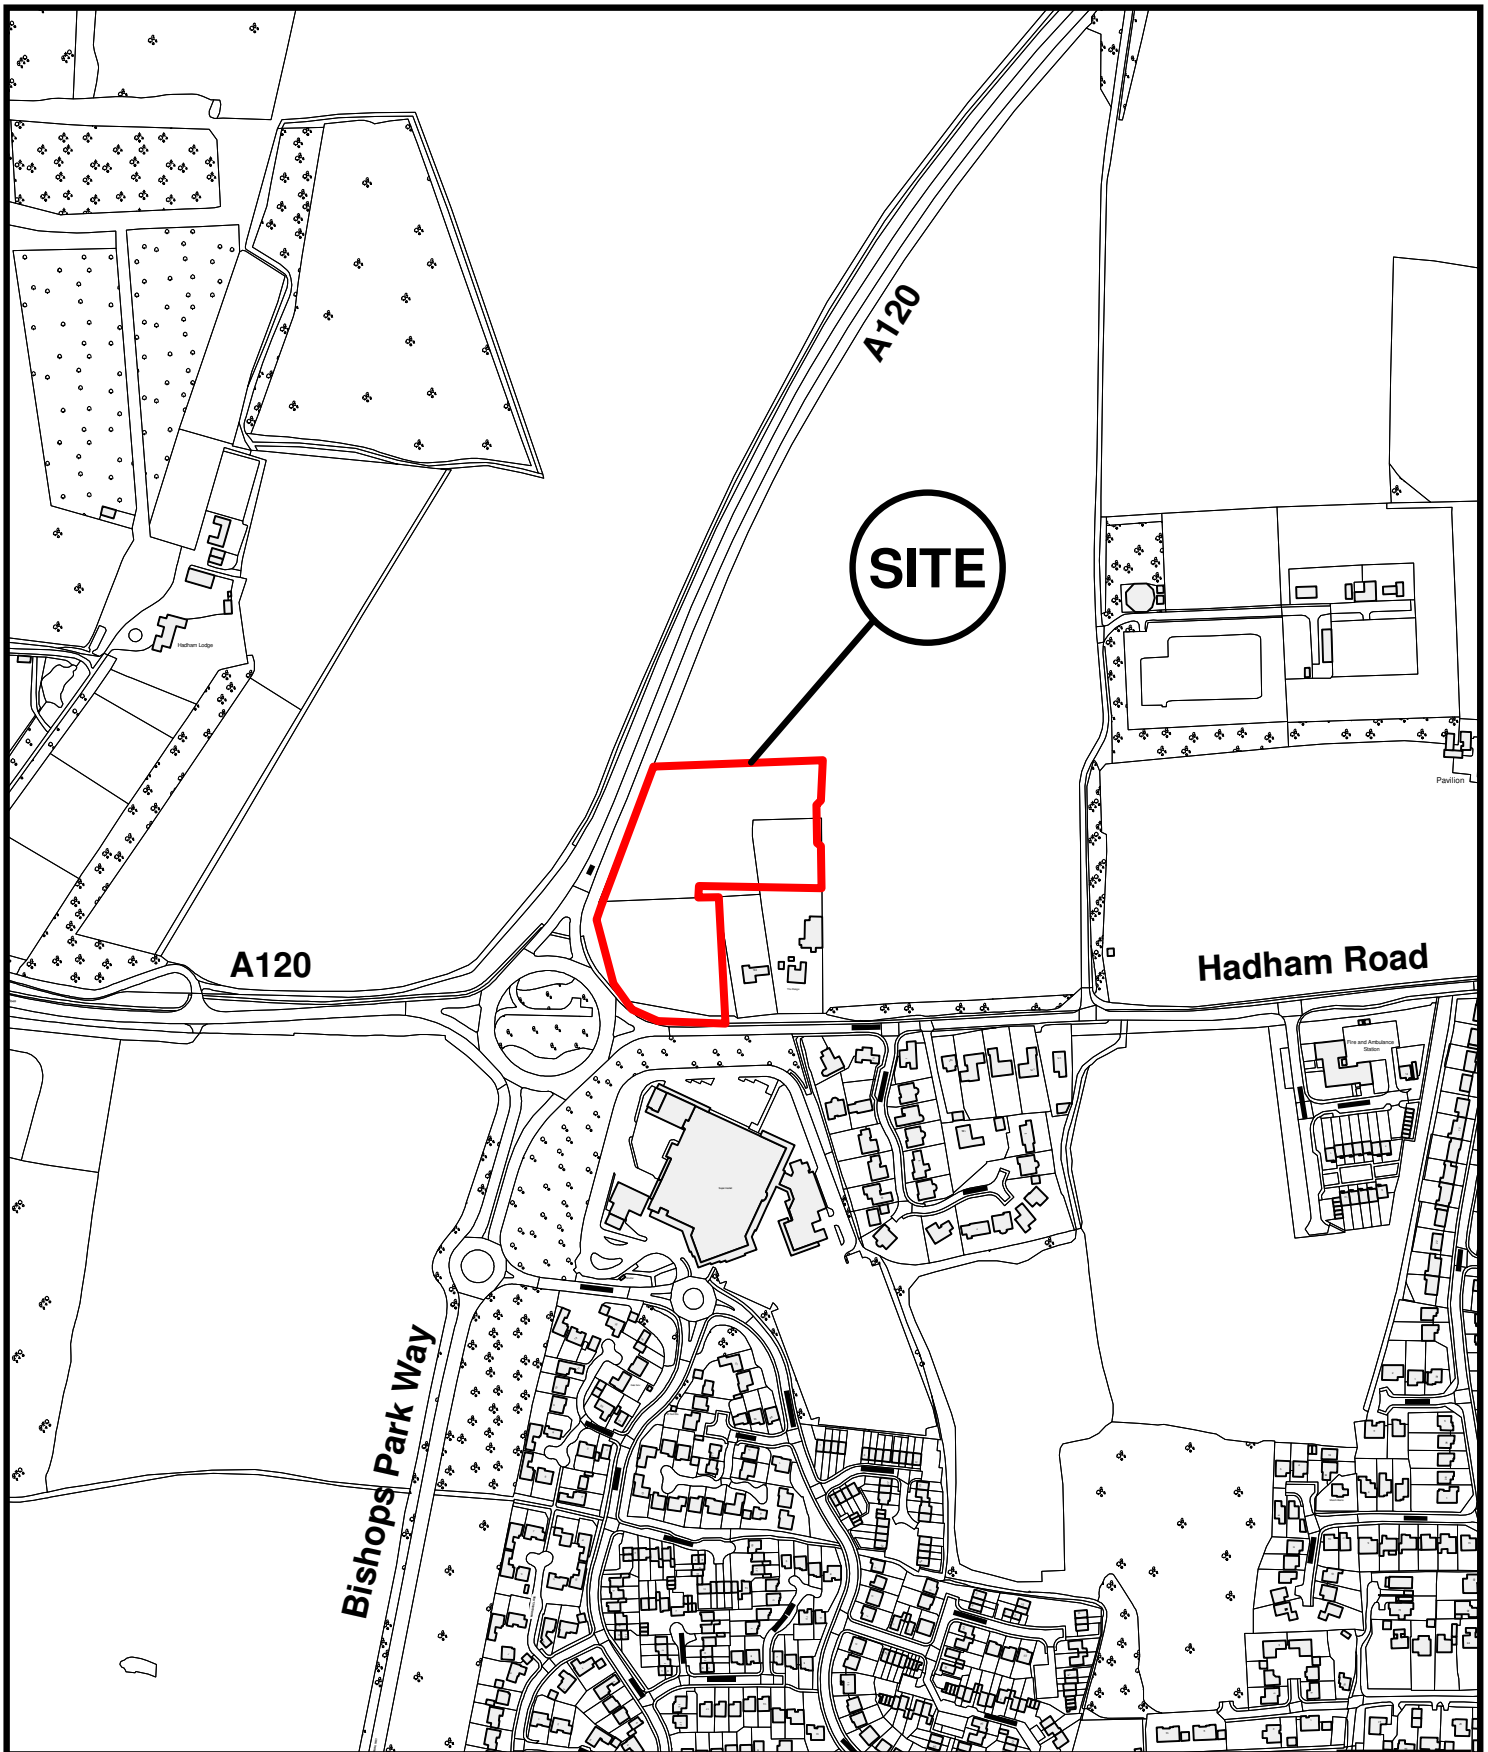 A120
SITE
Hadham Lodge
Pavilion
A120
Hadham Road
Fire and Ambulance
Station
Bishops Park Way